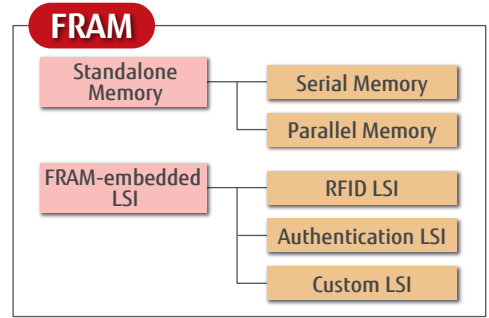 FRAM
Standalone
Memory
Serial Memory
Parallel Memory
FRAM-embedded
LSI
RFID LSI
Authentication LSI
Custom LSI